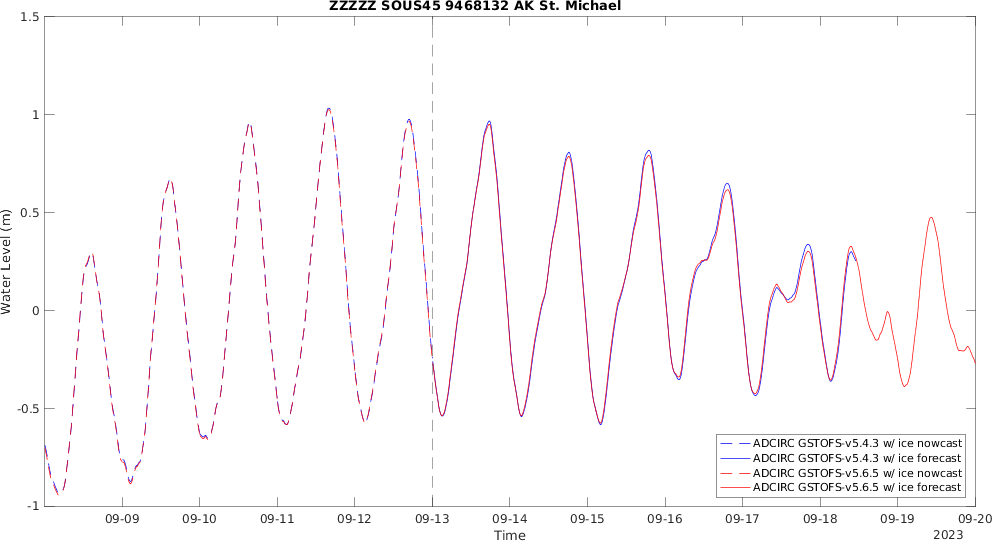 ZZZZZ SOUS45 9468132 AK St. Michael
1.5
1
0.5
0
-0.5
-1
Water Level (m)
09-09
09-10
09-11
09-12
09-13
09-14
09-15
09-16
09-17
09-18
09-19
09-20
Time
2023
ADCIRC GSTOFS-v5.4.3 w/ ice nowcast
ADCIRC GSTOFS-v5.4.3 w/ ice forecast
ADCIRC GSTOFS-v5.6.5 w/ ice nowcast
ADCIRC GSTOFS-v5.6.5 w/ ice forecast